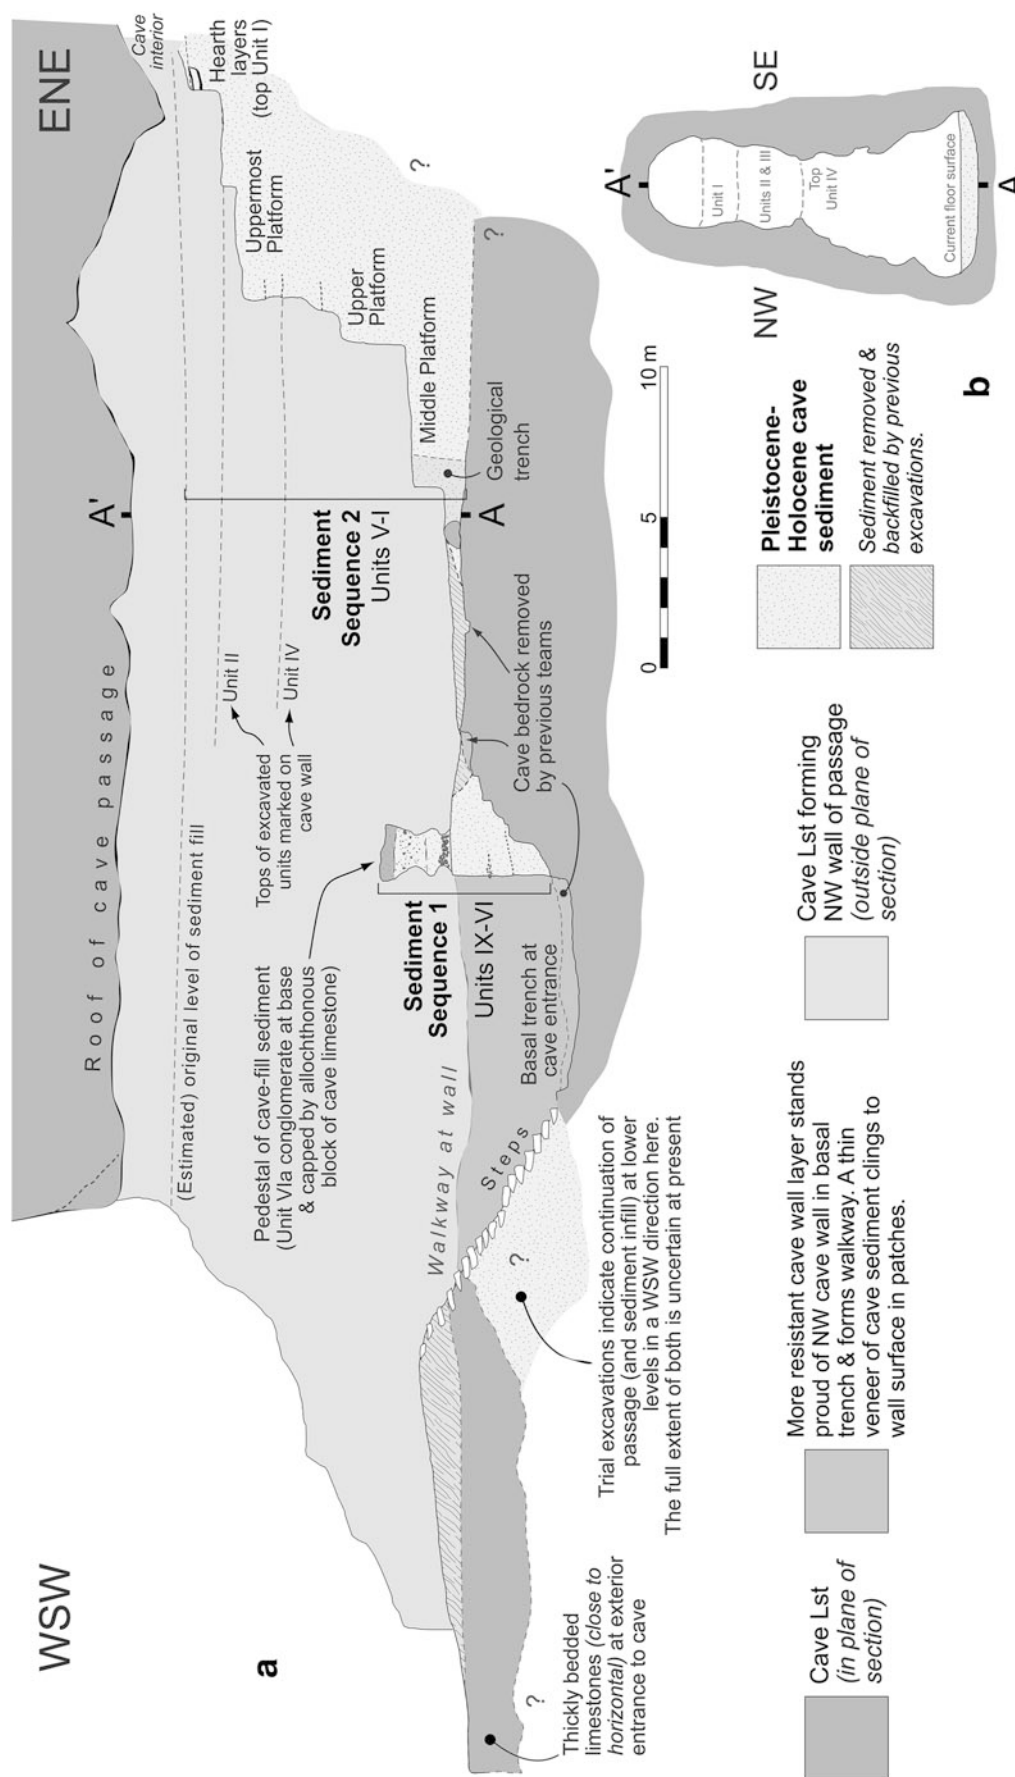 WSW
ENE
a
Roof of cave passage
A'
Cave
interior
(Estimated) original level of sediment fill
Hearth
layers
(top Unit I)
Pedestal of cave-fill sediment
(Unit VIa conglomerate at base
& capped by allochthonous
block of cave limestone)
Tops of excavated
units marked on
cave wall
Unit II
Unit IV
Uppermost
Platform
Upper
Platform
Middle Platform
?
?
Sediment
Sequence 2
Units V-I
Sediment
Sequence 1
Units IX-VI
Walkway at wall
Steps
A
Geological
trench
Basal trench at
cave entrance
Cave bedrock removed
by previous teams
?
Thickly bedded
limestones (close to
horizontal) at exterior
entrance to cave
?
Trial excavations indicate continuation of
passage (and sediment infill) at lower
levels in a WSW direction here.
The full extent of both is uncertain at present
0
5
10 m
NW
SE
A'
Unit I
Units II & III
Top
Unit IV
Current floor surface
A
b
Cave Lst
(in plane of
section)
More resistant cave wall layer stands
proud of NW cave wall in basal
trench & forms walkway. A thin
veneer of cave sediment clings to
wall surface in patches.
Cave Lst forming
NW wall of passage
(outside plane of
section)
Pleistocene-
Holocene cave
sediment
Sediment removed &
backfilled by previous
excavations.